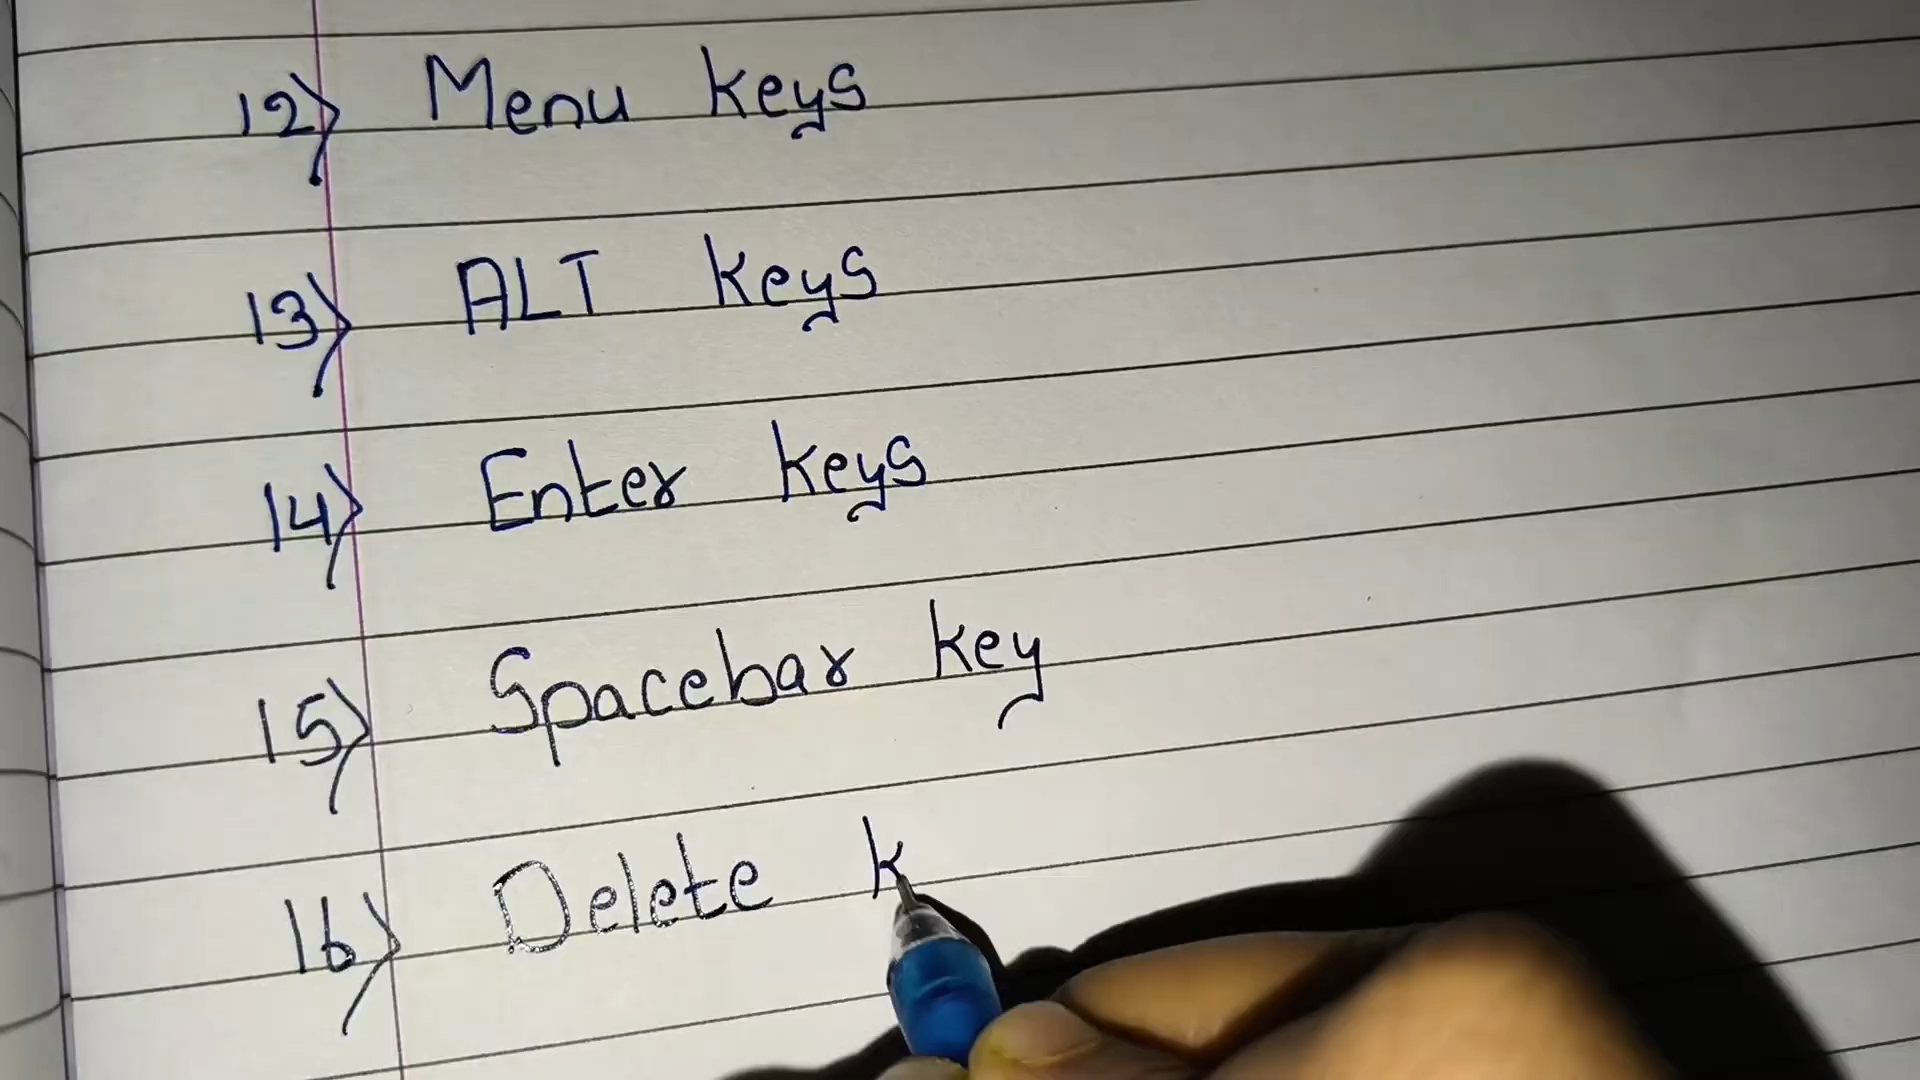 12) Menu keys
13) ALT keys
14) Enter keys
15) Spacebar key
16) Delete k